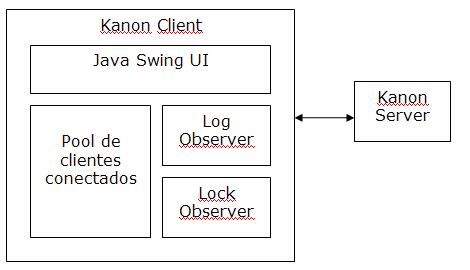 Kanon Client
Java Swing UI
Pool de
clientes
conectados
Log
Observer
Lock
Observer
Kanon
Server